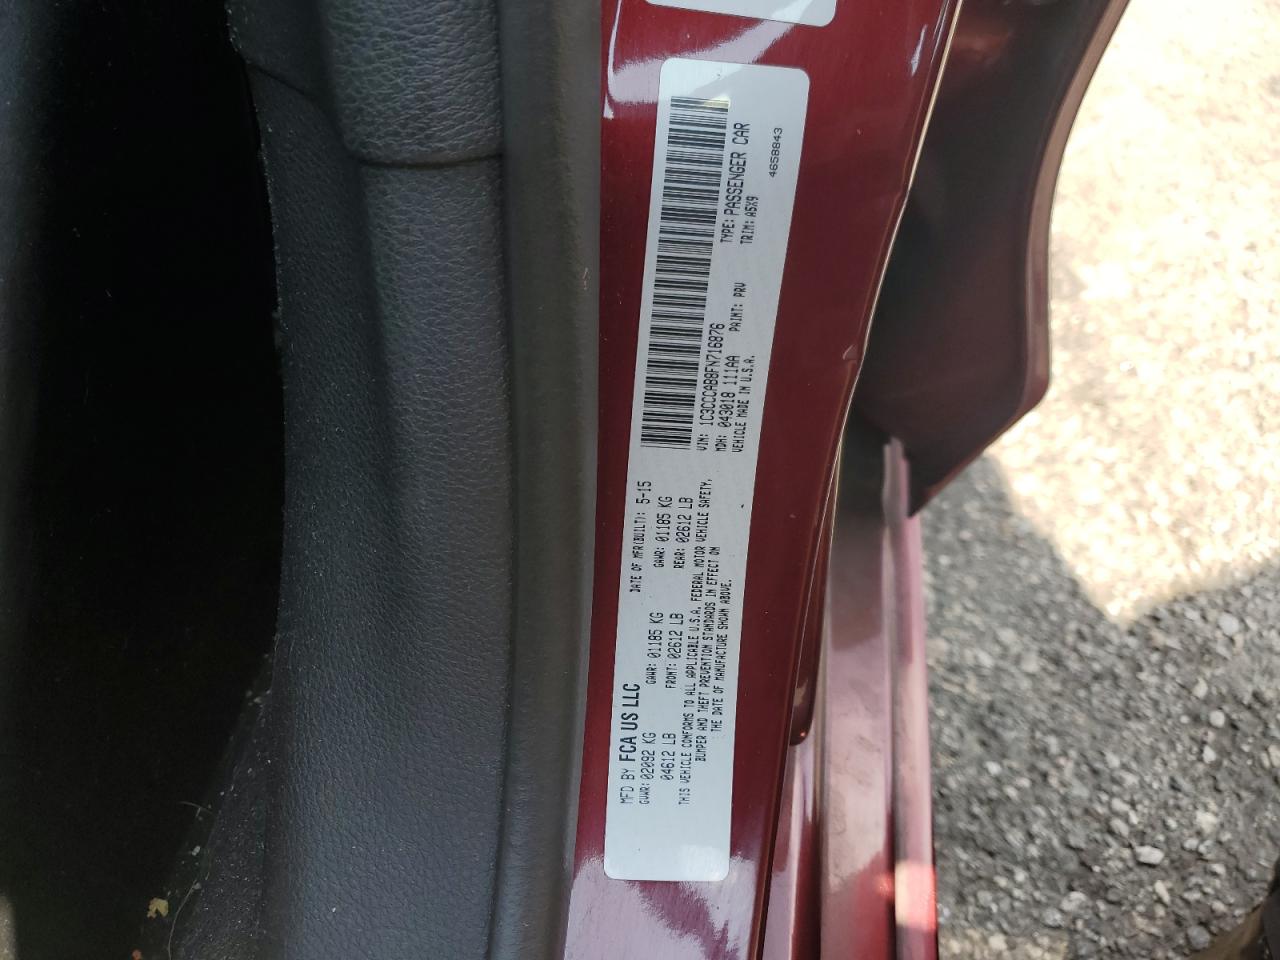 MFD BY FCA US LLC
DATE OF MFR(BUILT): 5-15
GVWR: 02092 KG
GAWR: 01185 KG
GAWR: 01185 KG
04612 LB
FRONT: 02612 LB
REAR: 02612 LB
THIS VEHICLE CONFORMS TO ALL APPLICABLE U.S.A. FEDERAL MOTOR VEHICLE SAFETY,
BUMPER AND THEFT PREVENTION STANDARDS IN EFFECT ON
THE DATE OF MANUFACTURE SHOWN ABOVE.
VIN: 1C3CCCAB8FN716876
TYPE: PASSENGER CAR
MDH: 043018 111AA
PAINT: PRV
TRIM: A5X9
VEHICLE MADE IN U.S.A.
4658843